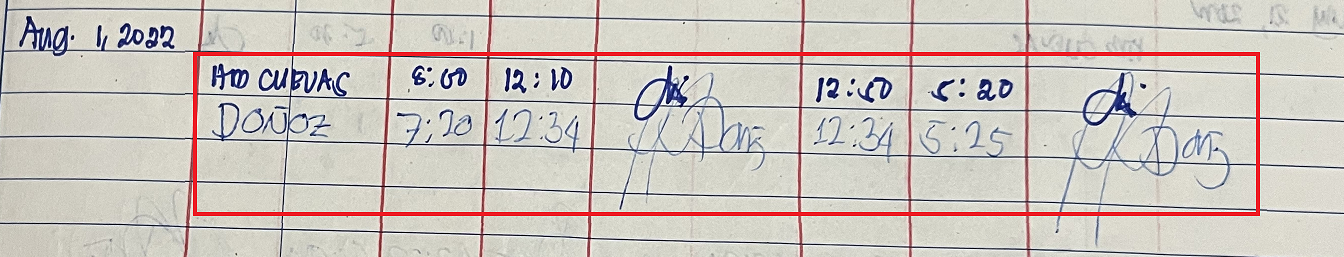 Aug. 1, 2022
CUEVAS 8:00 12:10 12:50 5:20
DOÑOZ 7:20 12:34 12:34 5:25